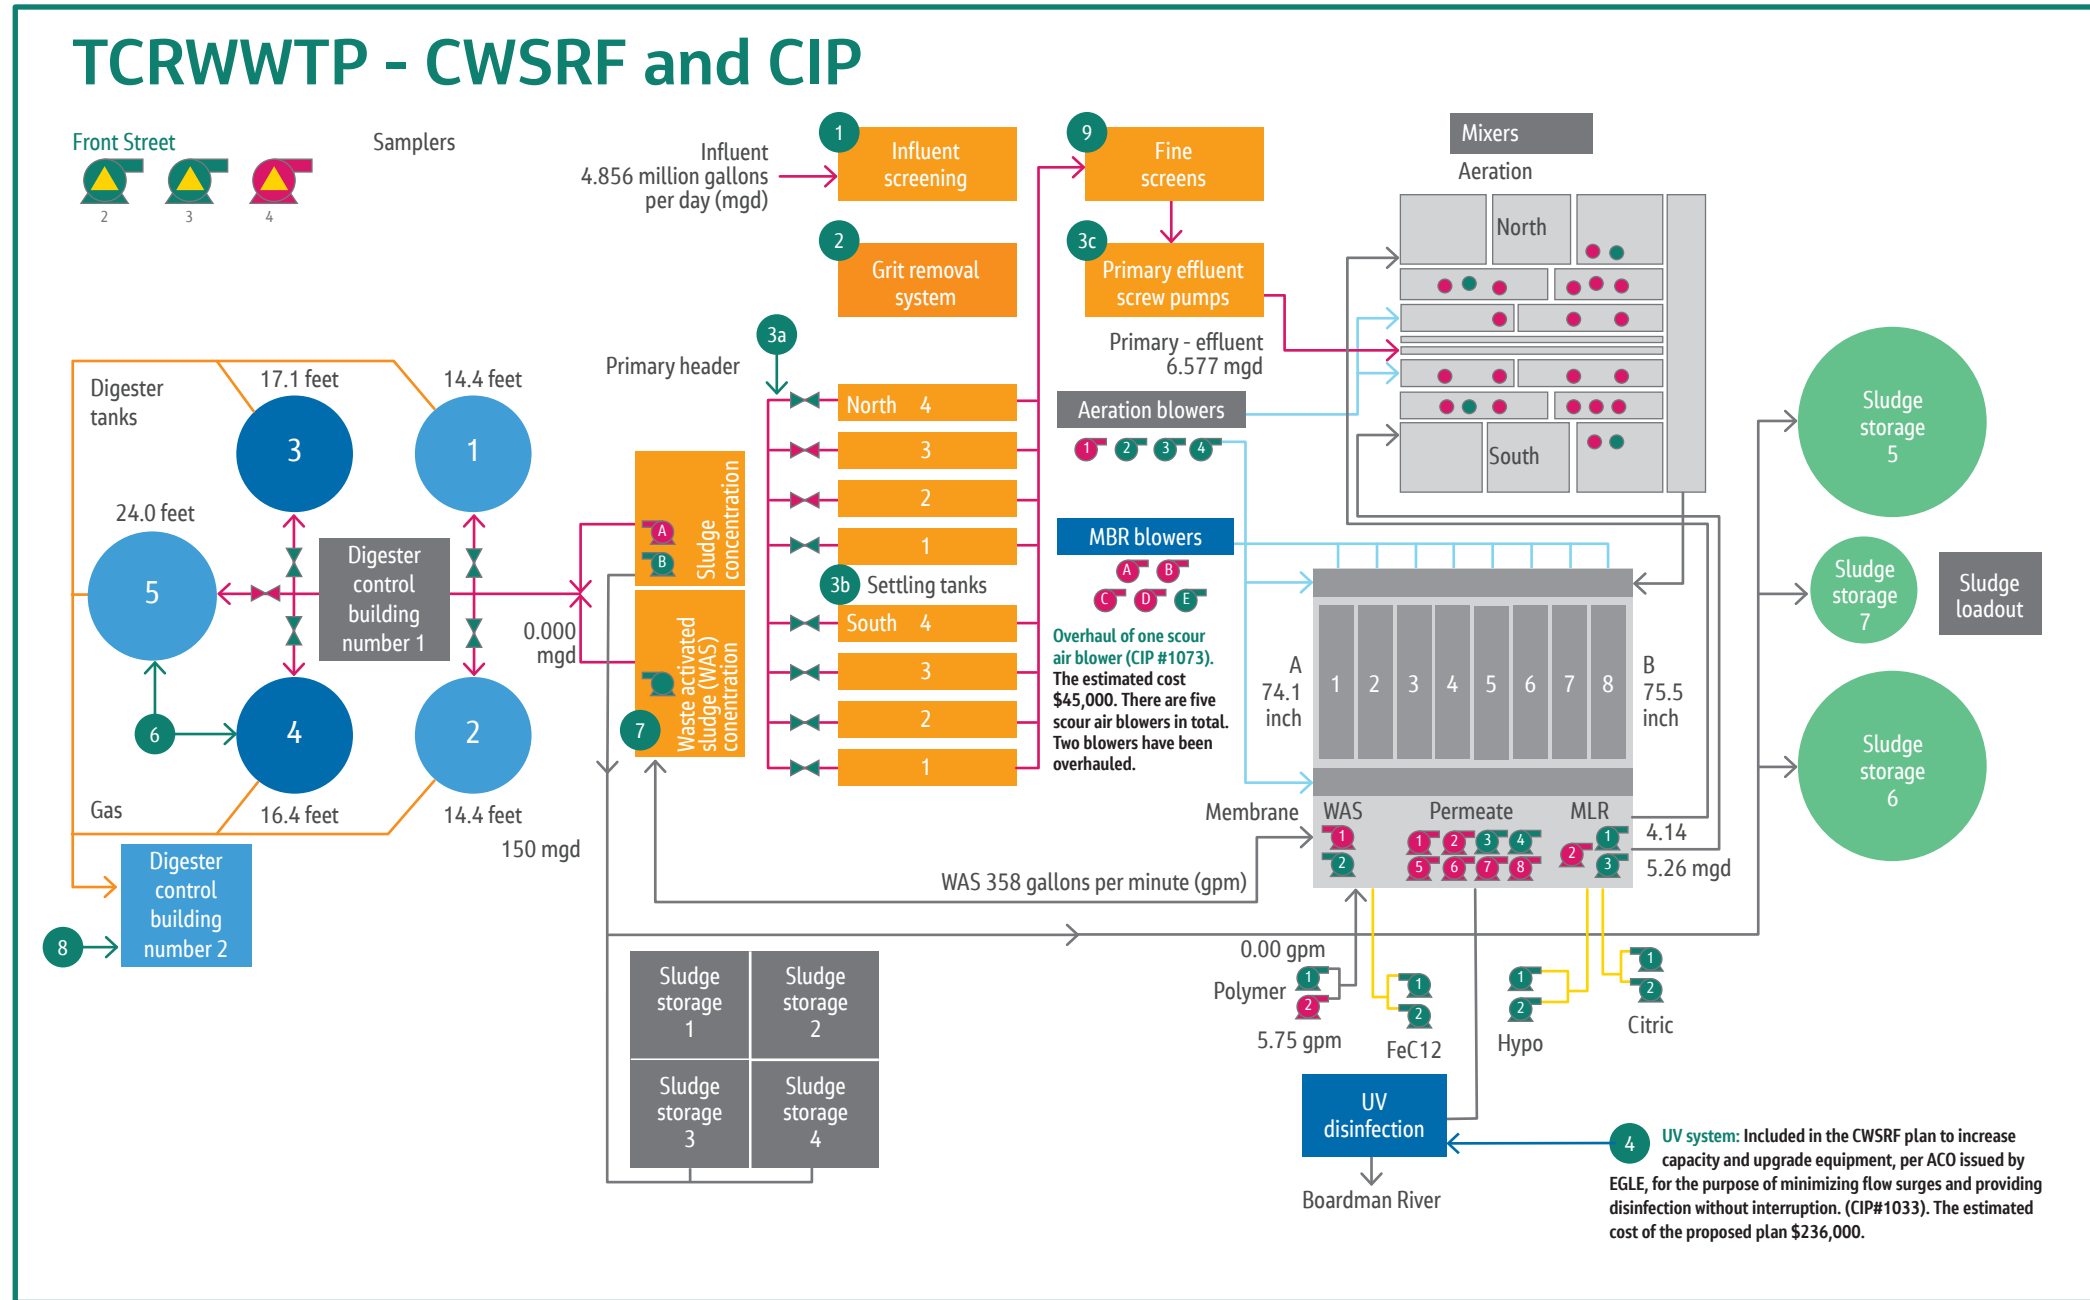 TCRWWTP - CWSRF and CIP
Front Street
2
3
4
Samplers
Influent
4.856 million gallons
per day (mgd)
1
Influent
screening
2
Grit removal
system
9
Fine
screens
3c
Primary effluent
screw pumps
Primary - effluent
6.577 mgd
Mixers
Aeration
North
South
Digester
tanks
17.1 feet
3
14.4 feet
1
24.0 feet
5
Digester
control
building
number 1
6
4
16.4 feet
2
14.4 feet
Gas
150 mgd
Digester
control
building
number 2
8
0.000
mgd
Primary header
3a
Sludge
concentration
A
B
Waste activated
sludge (WAS)
conentration
7
North 4
3
2
1
3b
Settling tanks
South 4
3
2
1
Aeration blowers
1
2
3
4
MBR blowers
A
B
C
D
E
Overhaul of one scour
air blower (CIP #1073).
The estimated cost
$45,000. There are five
scour air blowers in total.
Two blowers have been
overhauled.
A
74.1
inch
1
2
3
4
5
6
7
8
B
75.5
inch
Membrane
WAS
1
2
Permeate
1
2
3
4
5
6
7
8
MLR
1
2
3
4.14
5.26 mgd
WAS 358 gallons per minute (gpm)
0.00 gpm
Polymer
1
2
5.75 gpm
1
2
FeC12
1
2
Hypo
1
2
Citric
Sludge
storage
5
Sludge
storage
7
Sludge
loadout
Sludge
storage
6
Sludge
storage
1
Sludge
storage
2
Sludge
storage
3
Sludge
storage
4
UV
disinfection
Boardman River
4
UV system: Included in the CWSRF plan to increase
capacity and upgrade equipment, per ACO issued by
EGLE, for the purpose of minimizing flow surges and providing
disinfection without interruption. (CIP#1033). The estimated
cost of the proposed plan $236,000.